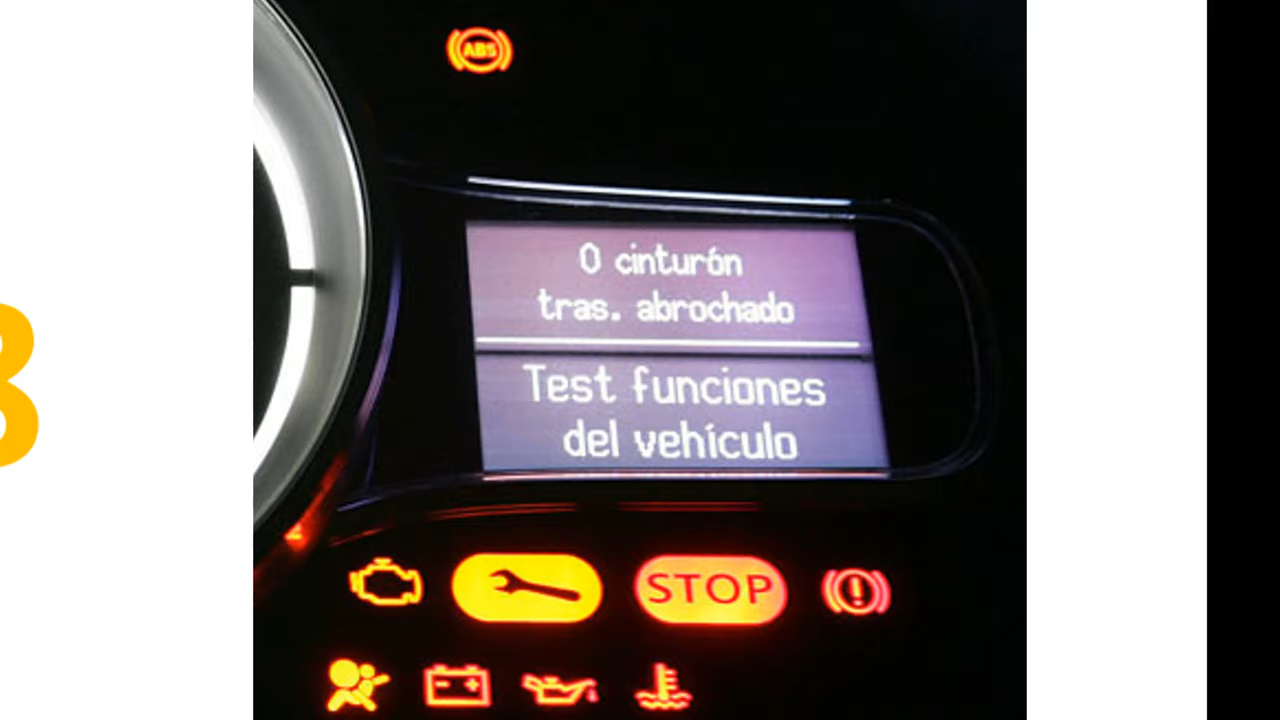 ABS
0 cinturón
tras. abrochado
Test funciones
del vehículo
STOP